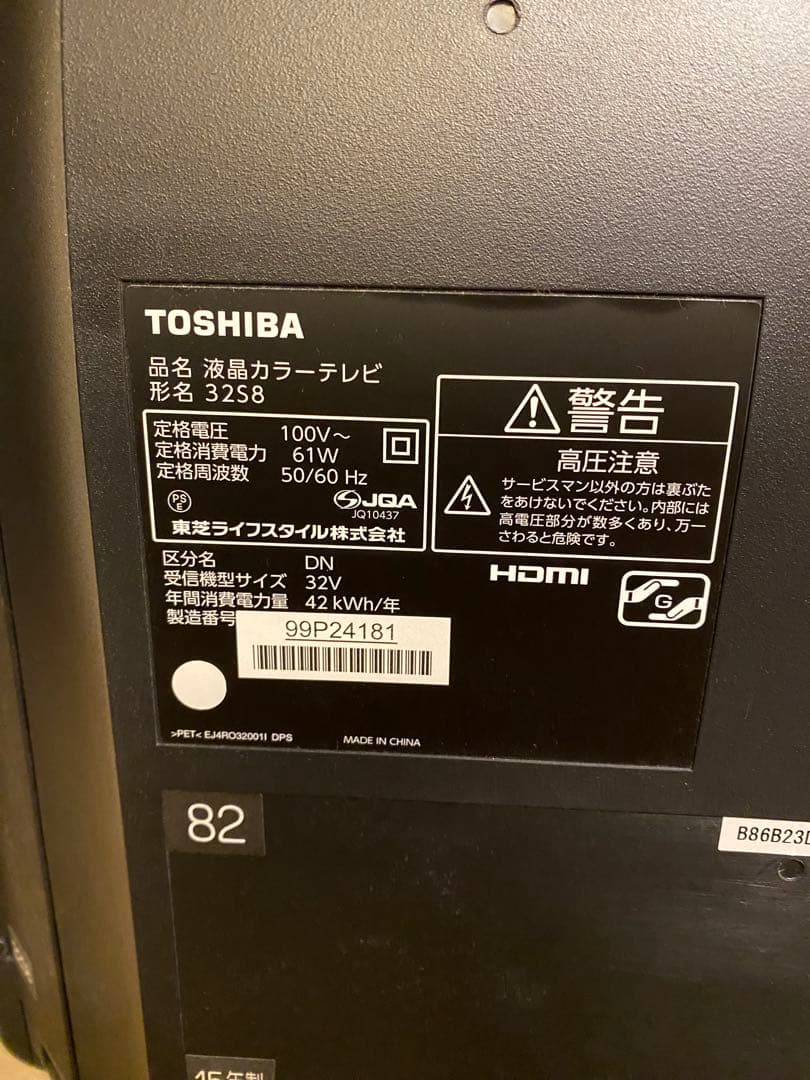 TOSHIBA
品名 液晶カラーテレビ
形名 32S8
定格電圧 100V～
定格消費電力 61W
定格周波数 50/60 Hz
PS
E
JQA
JQ10437
東芝ライフスタイル株式会社
警告
高圧注意
サービスマン以外の方は裏ぶた
をあけないでください。内部には
高電圧部分が数多くあり、万一
さわると危険です。
区分名 DN
受信機型サイズ 32V
年間消費電力量 42 kWh/年
製造番号
99P24181
HDMI
G
>PET< EJ4RO32001I DPS
MADE IN CHINA
82
B86B23D
15年製